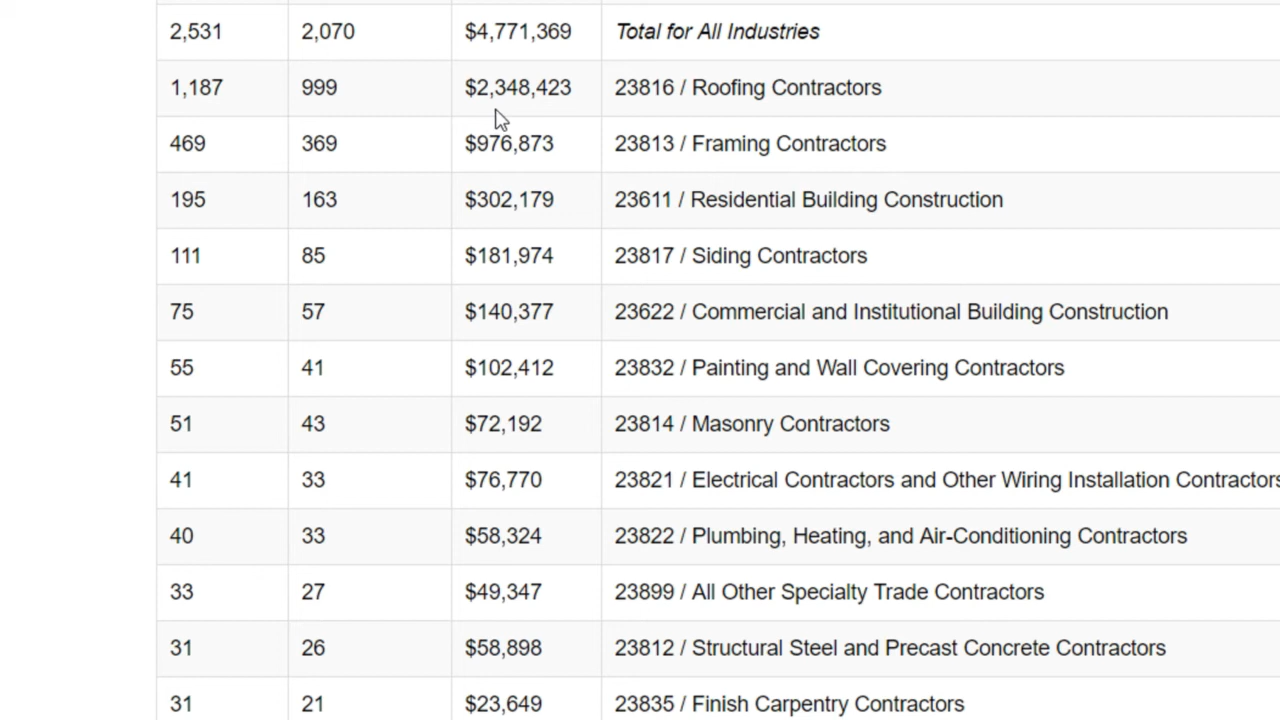 2,531 2,070 $4,771,369 Total for All Industries
1,187 999 $2,348,423 23816 / Roofing Contractors
469 369 $976,873 23813 / Framing Contractors
195 163 $302,179 23611 / Residential Building Construction
111 85 $181,974 23817 / Siding Contractors
75 57 $140,377 23622 / Commercial and Institutional Building Construction
55 41 $102,412 23832 / Painting and Wall Covering Contractors
51 43 $72,192 23814 / Masonry Contractors
41 33 $76,770 23821 / Electrical Contractors and Other Wiring Installation Contractors
40 33 $58,324 23822 / Plumbing, Heating, and Air-Conditioning Contractors
33 27 $49,347 23899 / All Other Specialty Trade Contractors
31 26 $58,898 23812 / Structural Steel and Precast Concrete Contractors
31 21 $23,649 23835 / Finish Carpentry Contractors